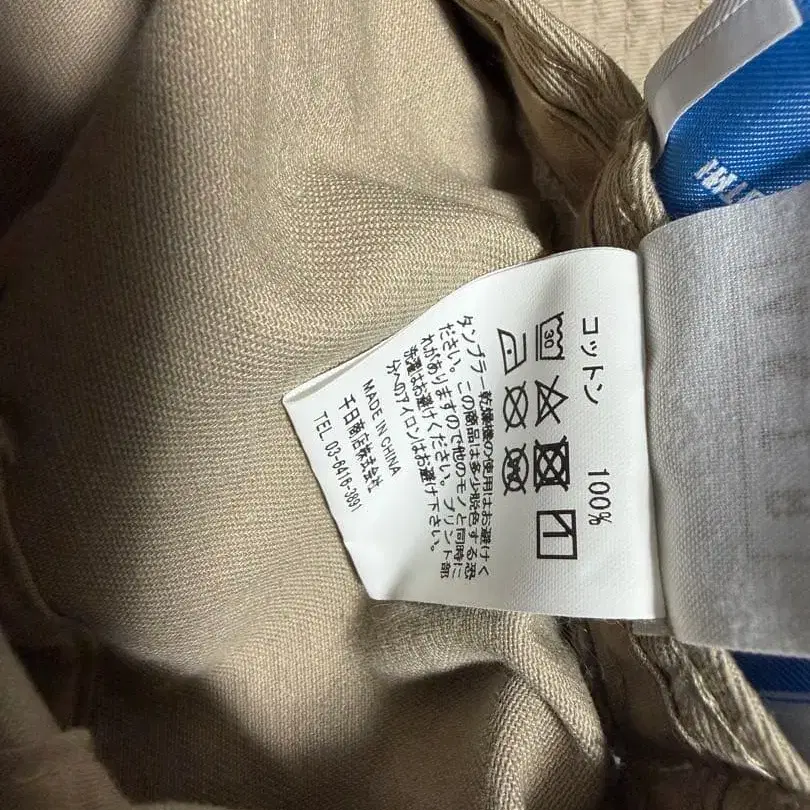 コットン 100%
30
タンブラー乾燥機の使用はお避けく
ださい。この商品は多少脱色する恐
れがありますので他のモノと同時に
洗濯はお避けください。プリント部
分へのアイロンはお避け下さい。
MADE IN CHINA
千日商店株式会社
TEL 03-6416-3891